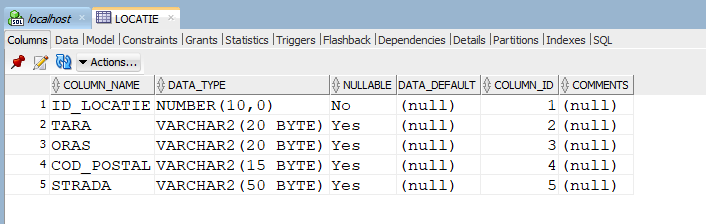 localhost LOCATIE
Columns Data Model Constraints Grants Statistics Triggers Flashback Dependencies Details Partitions Indexes SQL
Actions...
COLUMN_NAME DATA_TYPE NULLABLE DATA_DEFAULT COLUMN_ID COMMENTS
1 ID_LOCATIE NUMBER(10,0) No (null) 1 (null)
2 TARA VARCHAR2(20 BYTE) Yes (null) 2 (null)
3 ORAS VARCHAR2(20 BYTE) Yes (null) 3 (null)
4 COD_POSTAL VARCHAR2(15 BYTE) Yes (null) 4 (null)
5 STRADA VARCHAR2(50 BYTE) Yes (null) 5 (null)